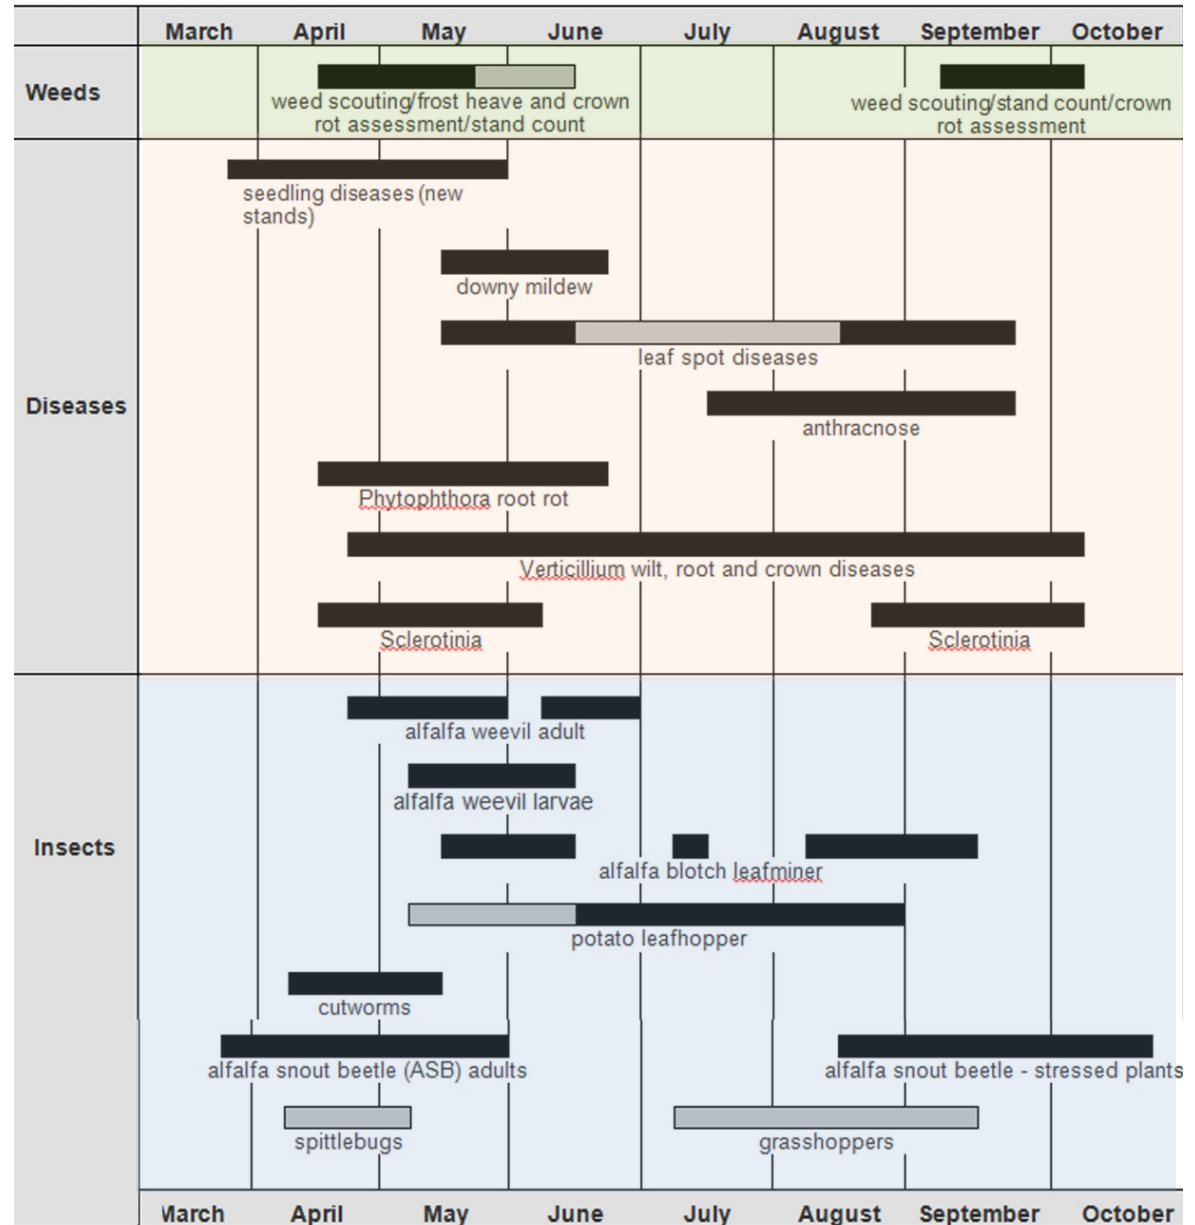 March April May June July August September October
Weeds
weed scouting/frost heave and crown
rot assessment/stand count
weed scouting/stand count/crown
rot assessment
Diseases
seedling diseases (new
stands)
downy mildew
leaf spot diseases
anthracnose
Phytophthora root rot
Verticillium wilt, root and crown diseases
Sclerotinia Sclerotinia
Insects
alfalfa weevil adult
alfalfa weevil larvae
alfalfa blotch leafminer
potato leafhopper
cutworms
alfalfa snout beetle (ASB) adults alfalfa snout beetle - stressed plants
spittlebugs grasshoppers
March April May June July August September October